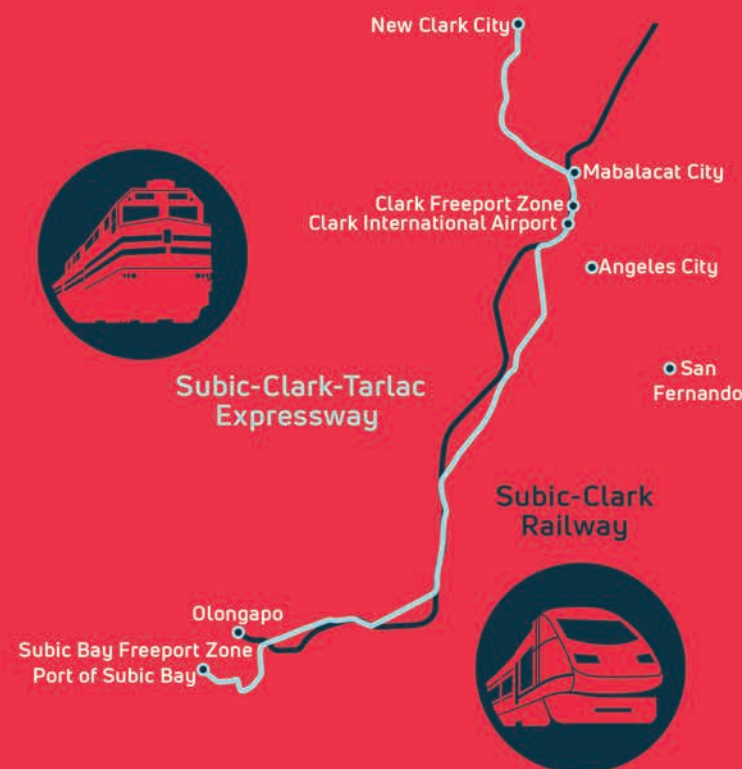 New Clark City
Mabalacat City
Clark Freeport Zone
Clark International Airport
Angeles City
San
Fernando
Subic-Clark-Tarlac
Expressway
Subic-Clark
Railway
Olongapo
Subic Bay Freeport Zone
Port of Subic Bay